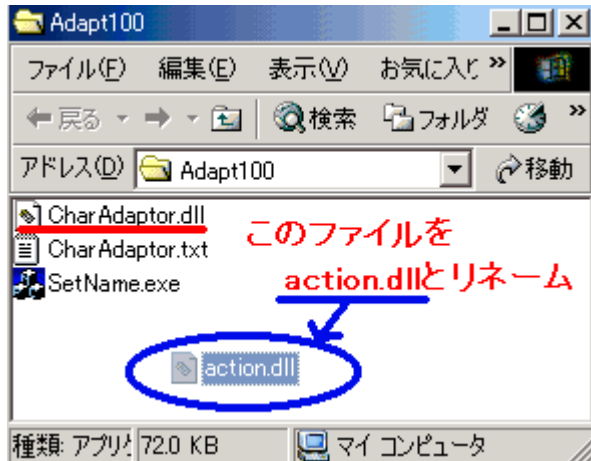 Adapt100
ファイル(F) 編集(E) 表示(V) お気に入り »
戻る 検索 フォルダ »
アドレス(D) Adapt100 移動
CharAdaptor.dll
このファイルを
CharAdaptor.txt
SetName.exe
action.dllとリネーム
action.dll
種類: アプリケ 72.0 KB マイ コンピュータ